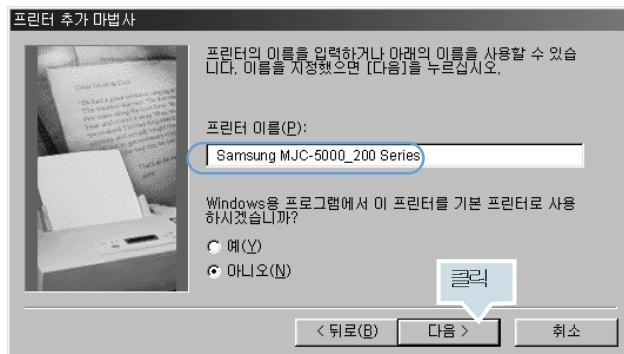 프린터 추가 마법사
프린터의 이름을 입력하거나 아래의 이름을 사용할 수 있습
니다. 이름을 지정했으면 [다음]을 누르십시오.
프린터 이름(P):
Samsung MJC-5000_200 Series
Windows용 프로그램에서 이 프린터를 기본 프린터로 사용
하시겠습니까?
예(Y)
아니오(N)
클릭
< 뒤로(B)
다음 >
취소